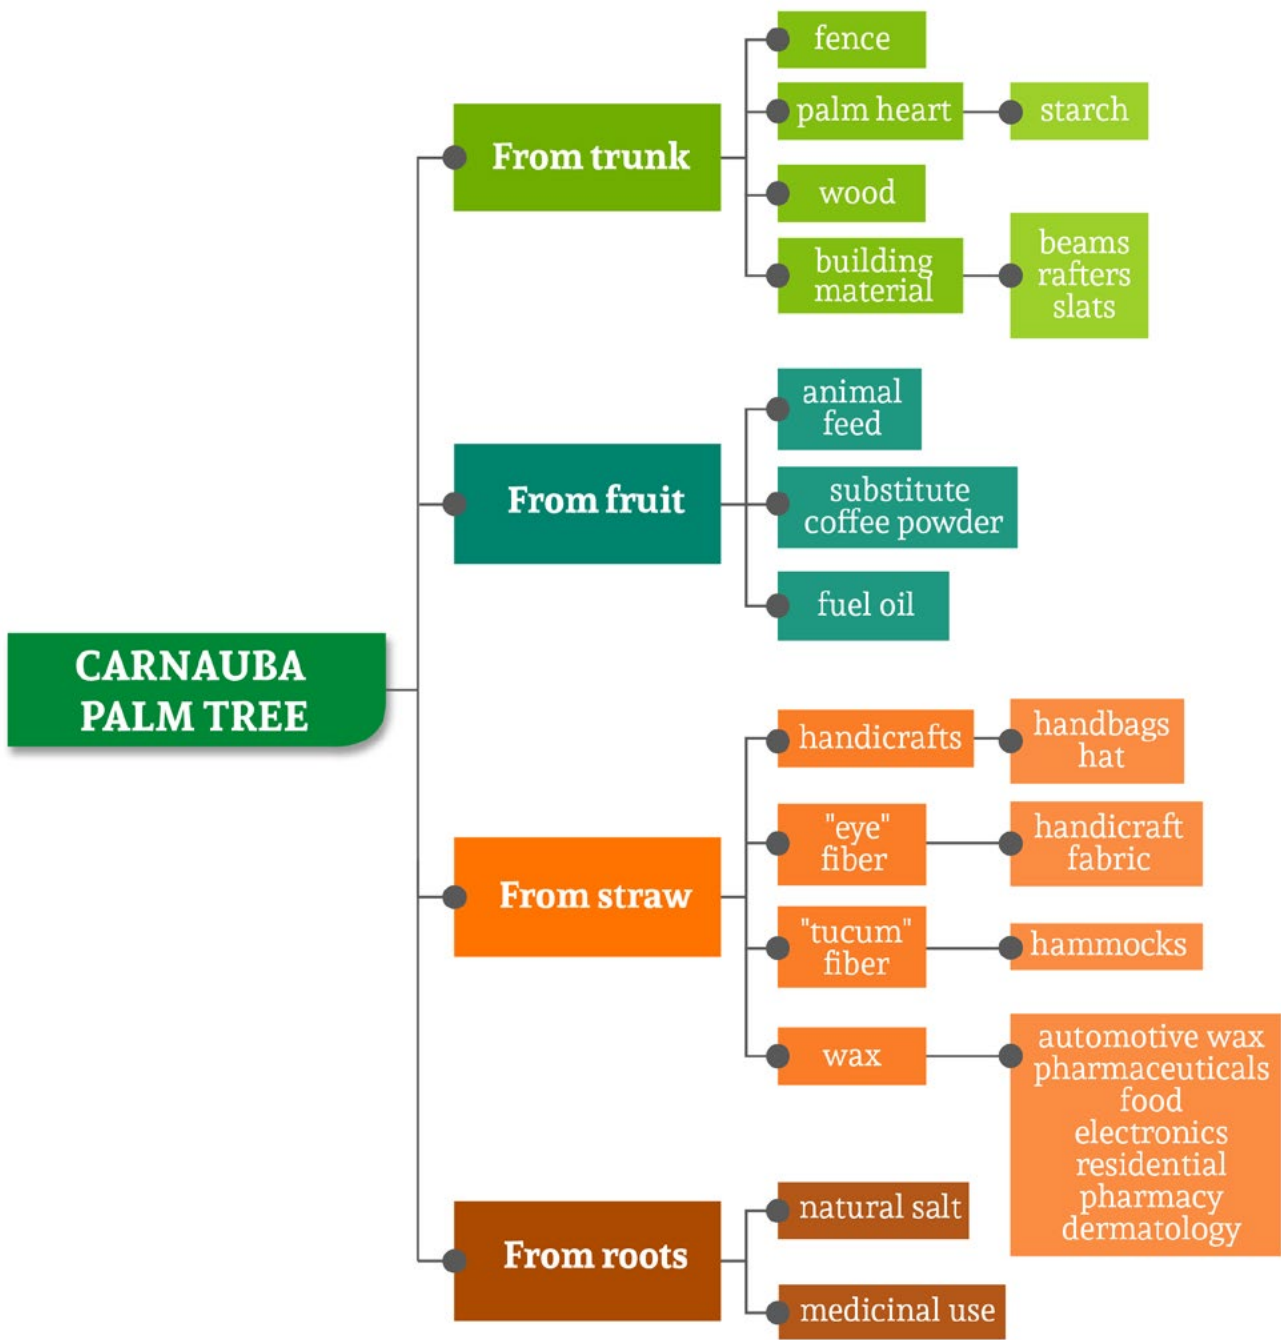 CARNAUBA
PALM TREE
From trunk
fence
palm heart
starch
wood
building
material
beams
rafters
slats
From fruit
animal
feed
substitute
coffee powder
fuel oil
From straw
handicrafts
handbags
hat
"eye"
fiber
handicraft
fabric
"tucum"
fiber
hammocks
wax
automotive wax
pharmaceuticals
food
electronics
residential
pharmacy
dermatology
From roots
natural salt
medicinal use